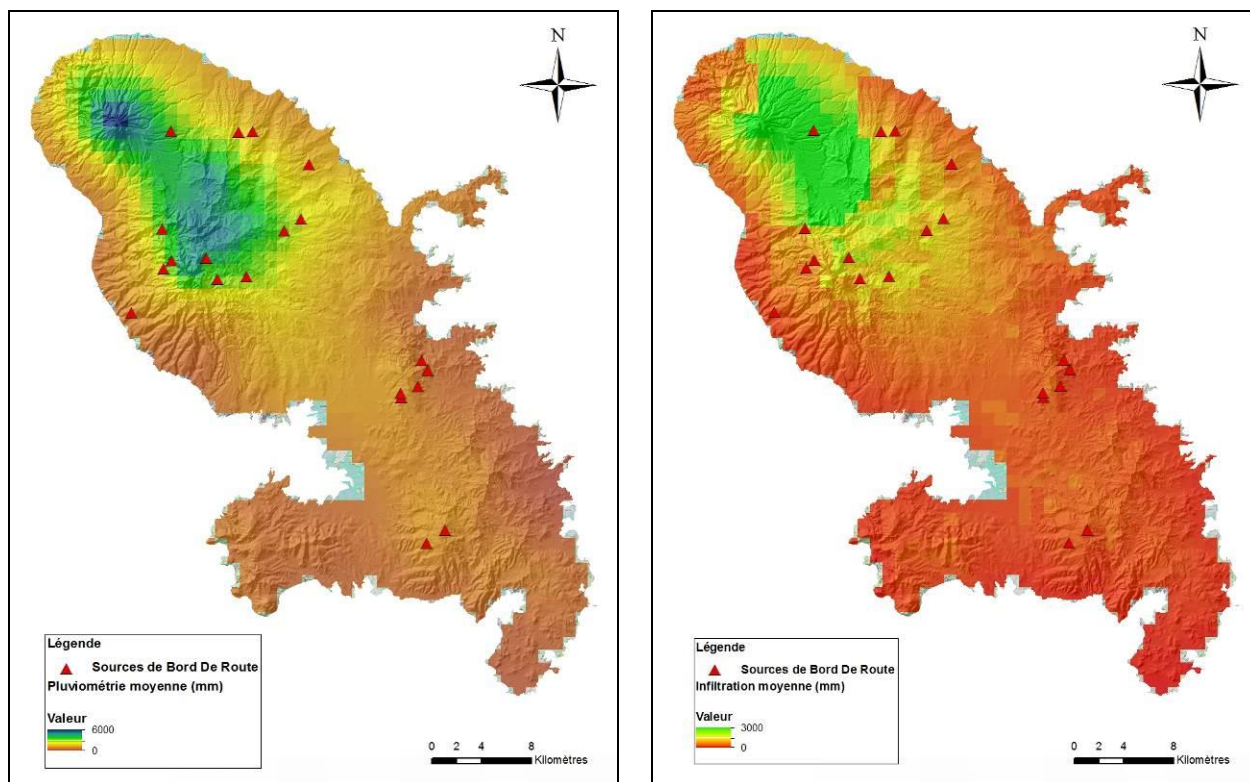 N
Légende
Sources de Bord De Route
Pluviométrie moyenne (mm)
Valeur
6000
0
0 2 4 8
Kilomètres
N
Légende
Sources de Bord De Route
Infiltration moyenne (mm)
Valeur
3000
0
0 2 4 8
Kilomètres